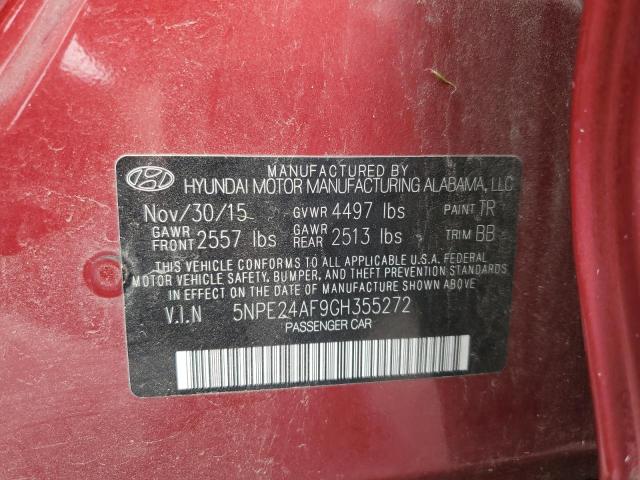 MANUFACTURED BY
HYUNDAI MOTOR MANUFACTURING ALABAMA, LLC
Nov/30/15 GVWR 4497 lbs PAINT TR
GAWR FRONT 2557 lbs GAWR REAR 2513 lbs TRIM BB
THIS VEHICLE CONFORMS TO ALL APPLICABLE U.S.A. FEDERAL
MOTOR VEHICLE SAFETY, BUMPER, AND THEFT PREVENTION STANDARDS
IN EFFECT ON THE DATE OF MANUFACTURE SHOWN ABOVE.
V.I.N 5NPE24AF9GH355272
PASSENGER CAR